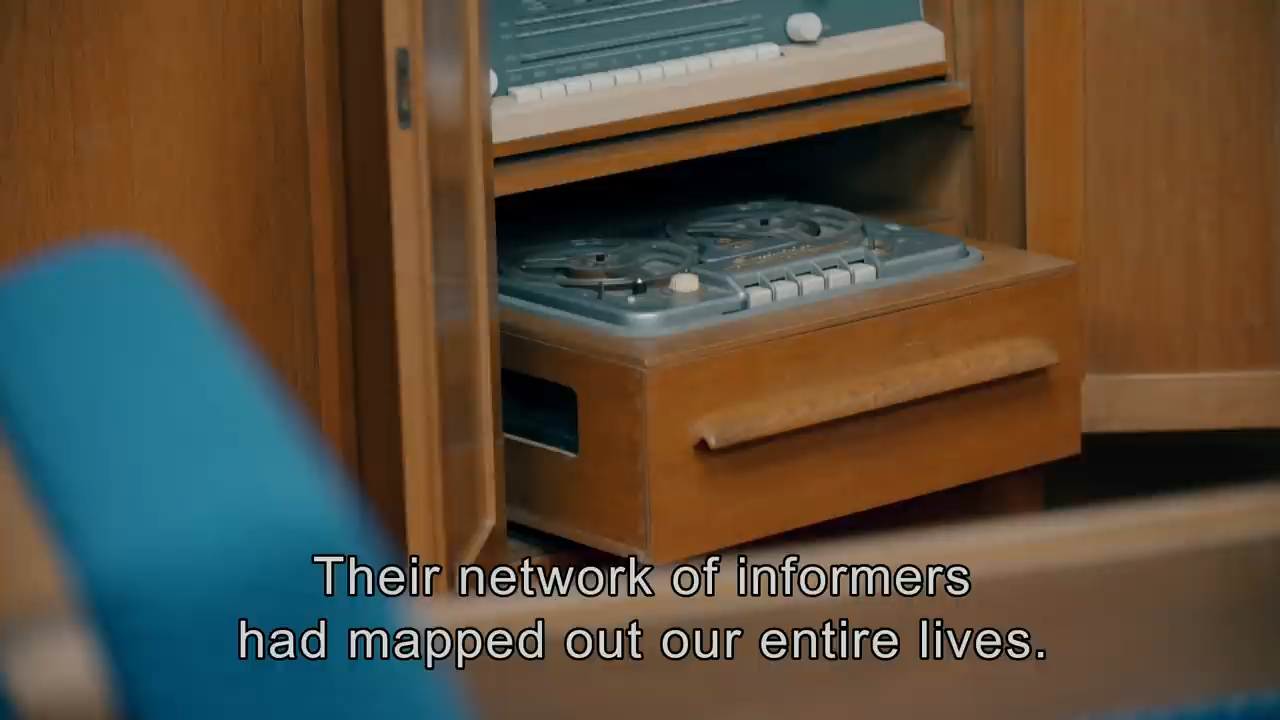 Their network of informers
had mapped out our entire lives.